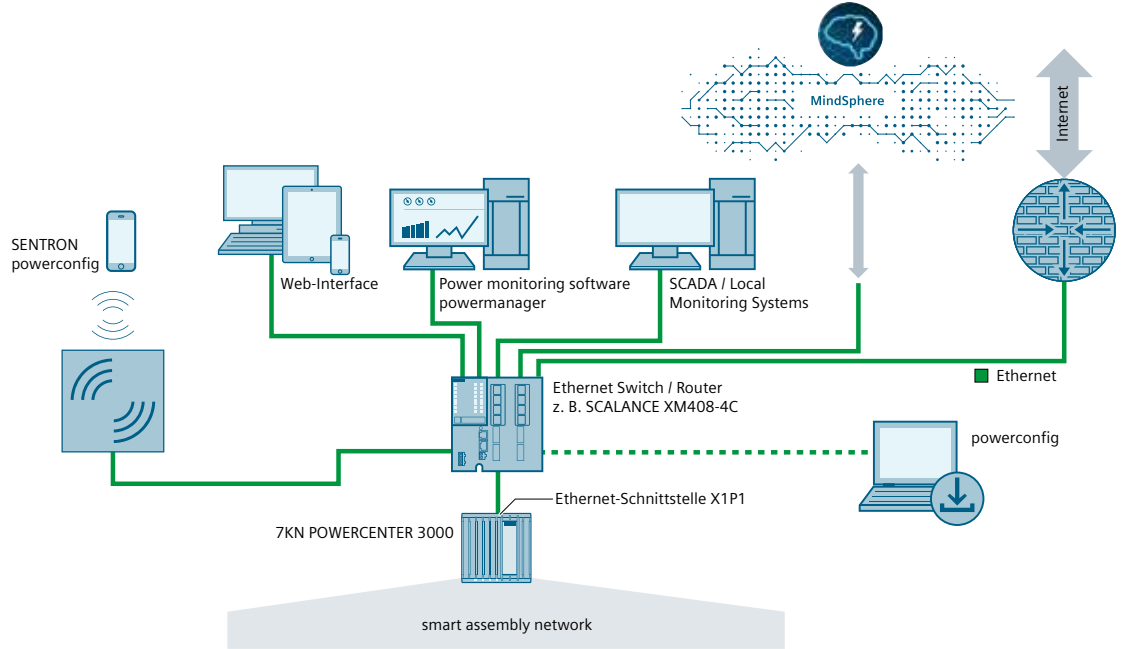 MindSphere
Internet
SENTRON
powerconfig
Web-Interface
Power monitoring software
powermanager
SCADA / Local
Monitoring Systems
Ethernet
Ethernet Switch / Router
z. B. SCALANCE XM408-4C
powerconfig
Ethernet-Schnittstelle X1P1
7KN POWERCENTER 3000
smart assembly network